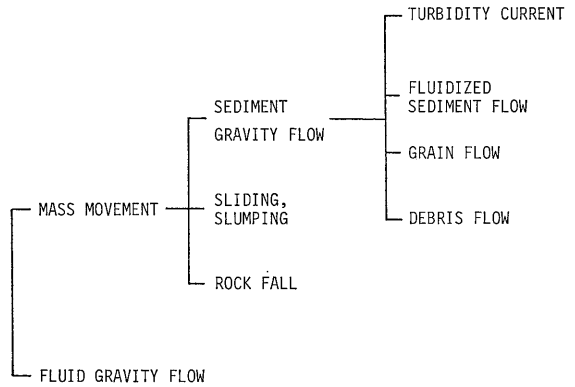 TURBIDITY CURRENT
FLUIDIZED
SEDIMENT FLOW
SEDIMENT
GRAVITY FLOW
GRAIN FLOW
MASS MOVEMENT
SLIDING,
SLUMPING
DEBRIS FLOW
ROCK FALL
FLUID GRAVITY FLOW